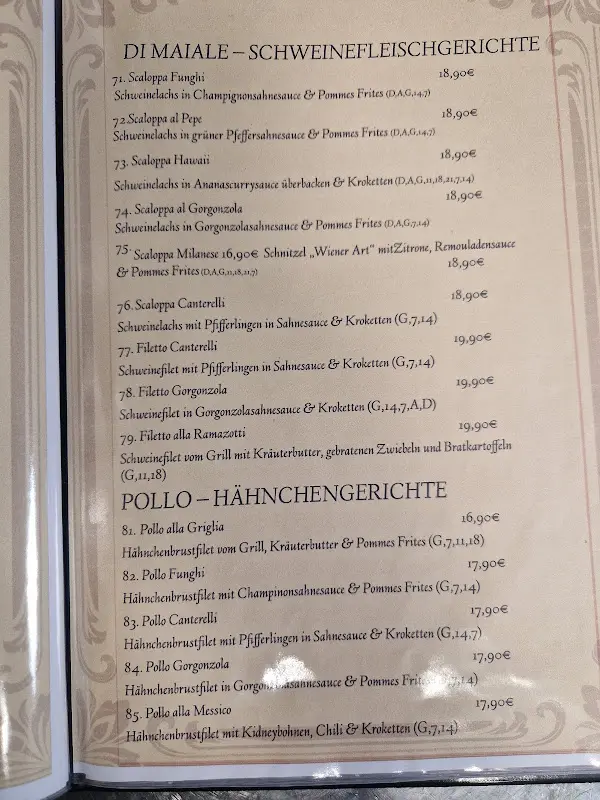 DI MAIALE – SCHWEINEFLEISCHGERICHTE
71. Scaloppa Funghi 18,90€
Schweinelachs in Champignonsahnesauce & Pommes Frites (D,A,G,14,7)
72.Scaloppa al Pepe 18,90€
Schweinelachs in grüner Pfeffersahnesauce & Pommes Frites (D,A,G,14,7)
73. Scaloppa Hawaii 18,90€
Schweinelachs in Ananascurrysauce überbacken & Kroketten (D,A,G,11,18,21,7,14)
74. Scaloppa al Gorgonzola 18,90€
Schweinelachs in Gorgonzolasahnesauce & Pommes Frites (D,A,G,7,14)
75. Scaloppa Milanese 16,90€ Schnitzel „Wiener Art" mitZitrone, Remouladensauce
& Pommes Frites (D,A,G,11,18,21,7) 18,90€
76. Scaloppa Canterelli 18,90€
Schweinelachs mit Pfifferlingen in Sahnesauce & Kroketten (G,7,14)
77. Filetto Canterelli 19,90€
Schweinefilet mit Pfifferlingen in Sahnesauce & Kroketten (G,7,14)
78. Filetto Gorgonzola 19,90€
Schweinefilet in Gorgonzolasahnesauce & Kroketten (G,14,7,A,D)
79. Filetto alla Ramazotti 19,90€
Schweinefilet vom Grill mit Kräuterbutter, gebratenen Zwiebeln und Bratkartoffeln
(G,11,18)
POLLO – HÄHNCHENGERICHTE
81. Pollo alla Griglia 16,90€
Hähnchenbrustfilet vom Grill, Kräuterbutter & Pommes Frites (G,7,11,18)
82. Pollo Funghi 17,90€
Hähnchenbrustfilet mit Champinonsahnesauce & Pommes Frites (G,7,14)
83. Pollo Canterelli 17,90€
Hähnchenbrustfilet mit Pfifferlingen in Sahnesauce & Kroketten (G,14,7)
84. Pollo Gorgonzola 17,90€
Hähnchenbrustfilet in Gorgonzolasahnesauce & Pommes Frites (G,7,14)
85. Pollo alla Messico 17,90€
Hähnchenbrustfilet mit Kidneybohnen, Chili & Kroketten (G,7,14)